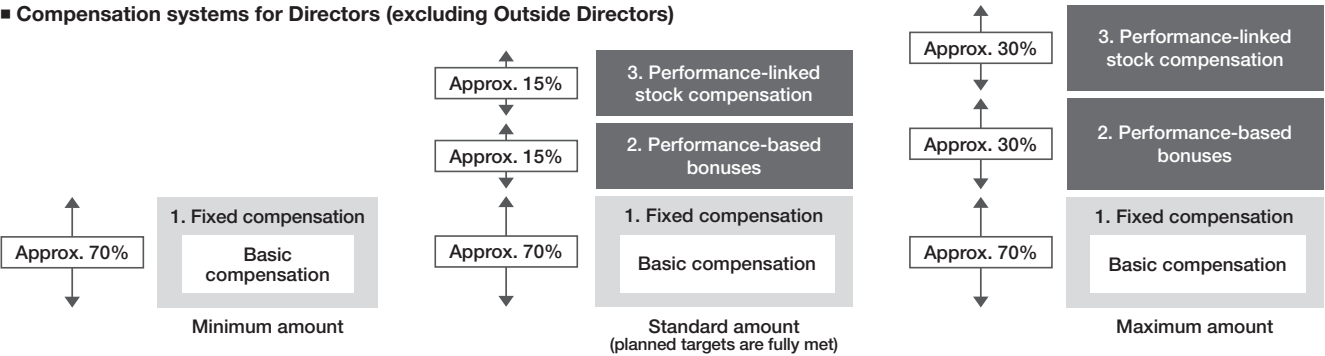 ■ Compensation systems for Directors (excluding Outside Directors)
Approx. 70%
1. Fixed compensation
Basic
compensation
Minimum amount
Approx. 15%
3. Performance-linked
stock compensation
Approx. 15%
2. Performance-based
bonuses
Approx. 70%
1. Fixed compensation
Basic compensation
Standard amount
(planned targets are fully met)
Approx. 30%
3. Performance-linked
stock compensation
Approx. 30%
2. Performance-based
bonuses
Approx. 70%
1. Fixed compensation
Basic compensation
Maximum amount